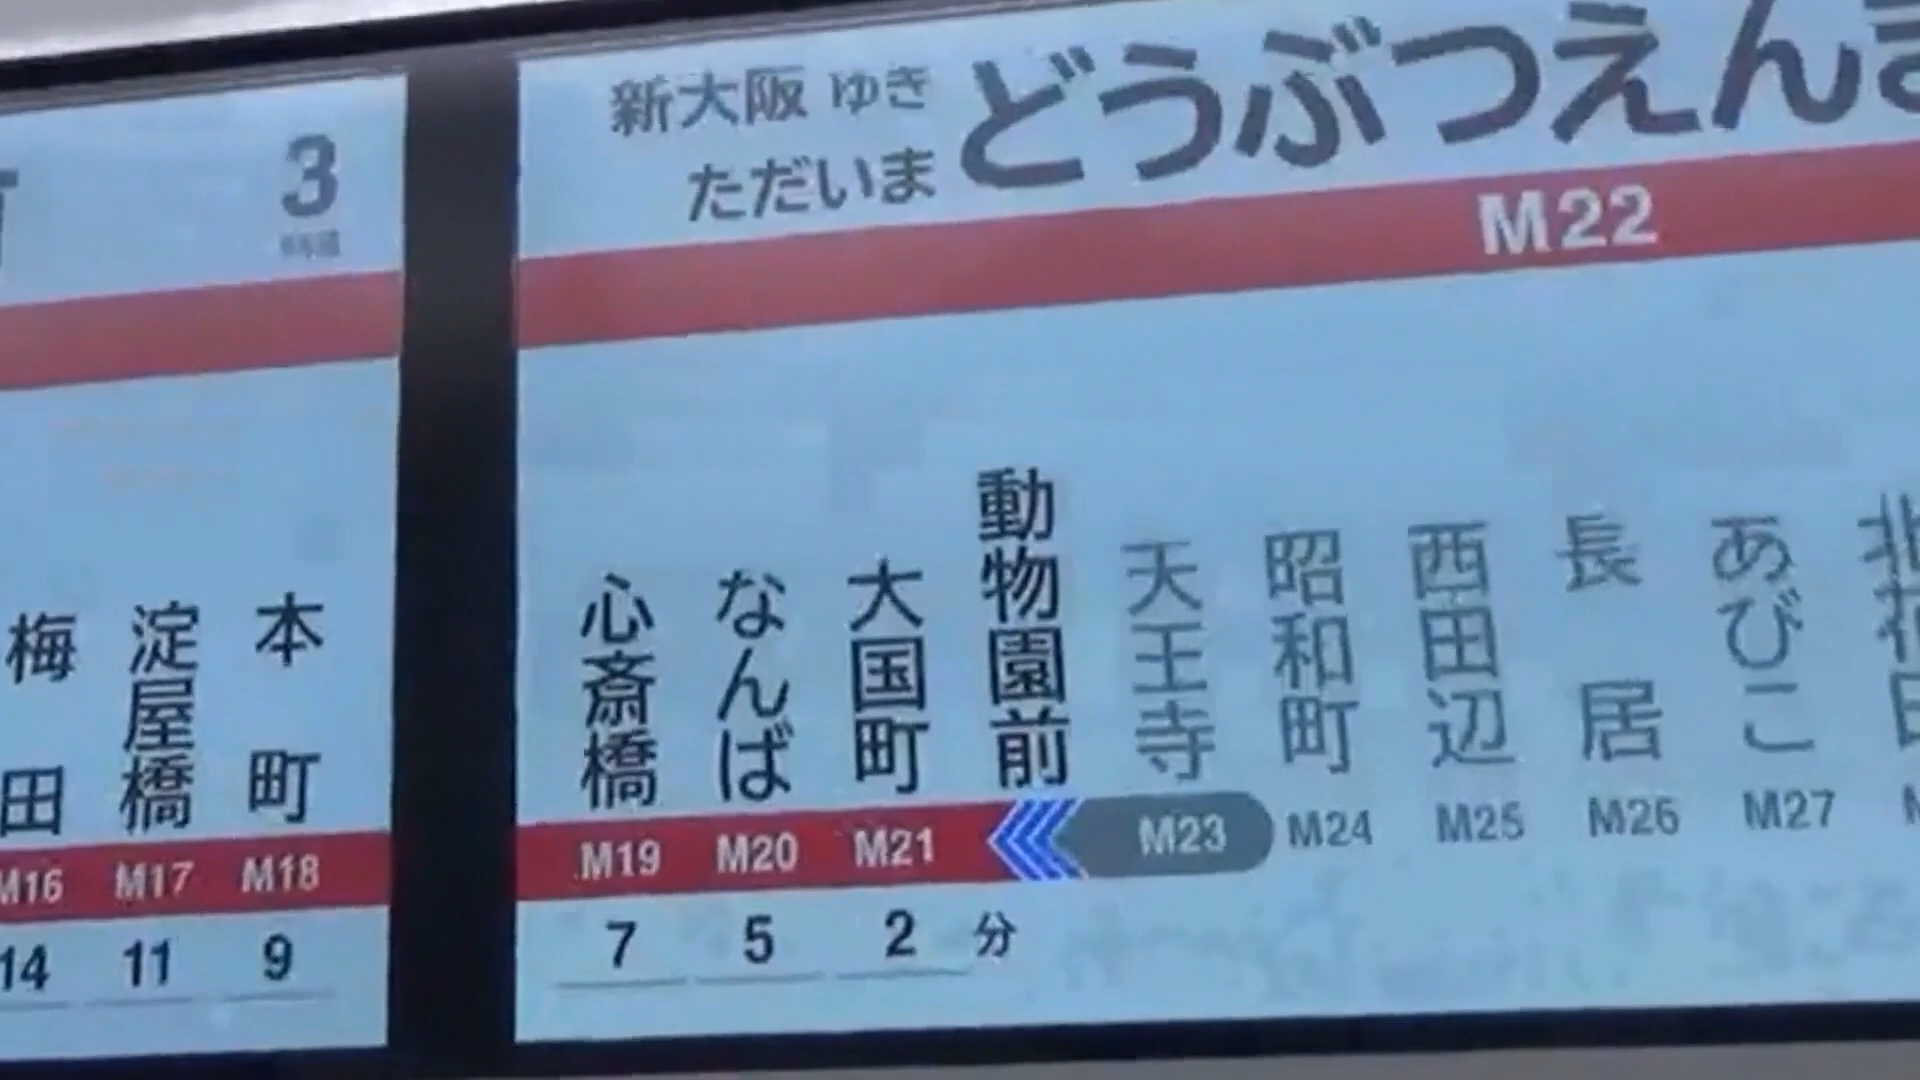 3
号車
新大阪 ゆき
ただいま
どうぶつえん
M22
梅田
淀屋橋
本町
M16 M17 M18
14 11 9
心斎橋
なんば
大国町
動物園前
天王寺
昭和町
西田辺
長居
あびこ
M19 M20 M21 M23 M24 M25 M26 M27
7 5 2 分